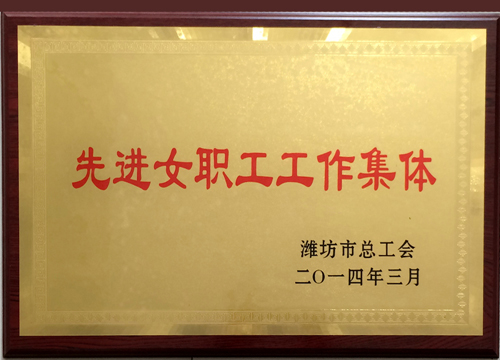 先进女职工工作集体
潍坊市总工会
二〇一四年三月